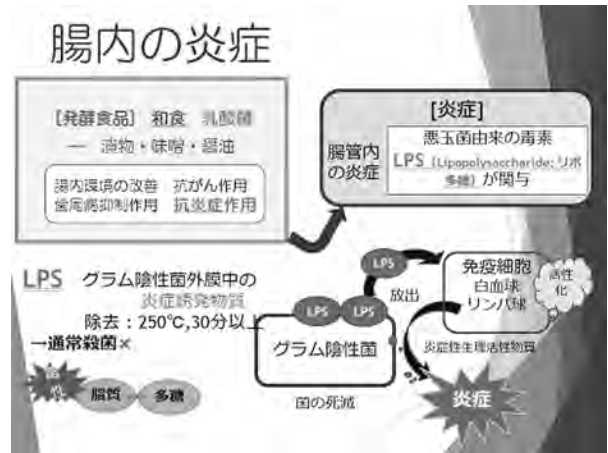 腸内の炎症
[発酵食品] 和食 乳酸菌
― 漬物・味噌・醤油
腸内環境の改善 抗がん作用
歯周病抑制作用 抗炎症作用
[炎症]
腸管内
の炎症
悪玉菌由来の毒素
LPS (Lipopolysaccharide: リポ
多糖) が関与
LPS グラム陰性菌外膜中の
炎症誘発物質
除去:250℃,30分以上
→通常殺菌×
脂質 多糖
LPS LPS
グラム陰性菌
菌の死滅
LPS
放出
免疫細胞
白血球
リンパ球
活性
化
炎症性生理活性物質
炎症